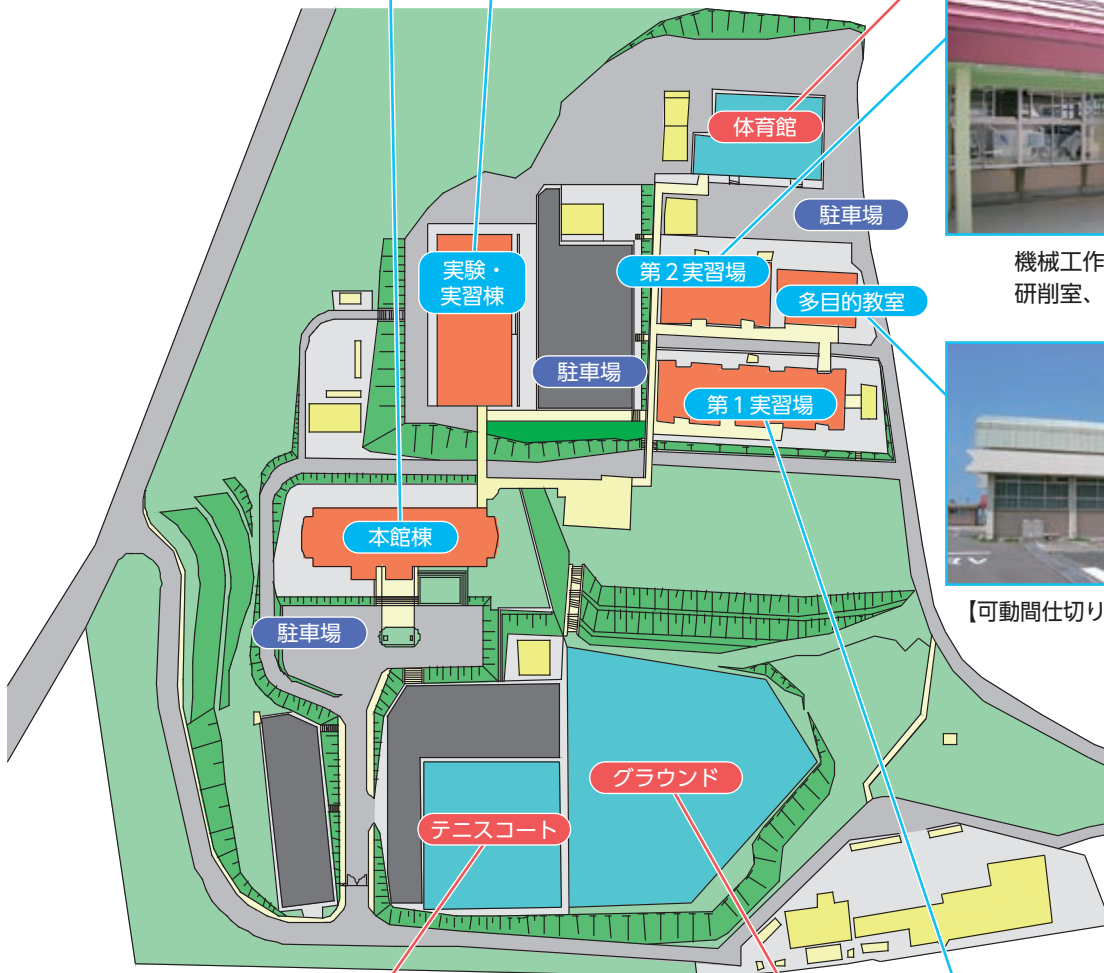 体育館
駐車場
実験・
実習棟
第2実習場
多目的教室
駐車場
第1実習場
本館棟
駐車場
グラウンド
テニスコート
機械工作
研削室、
【可動間仕切り